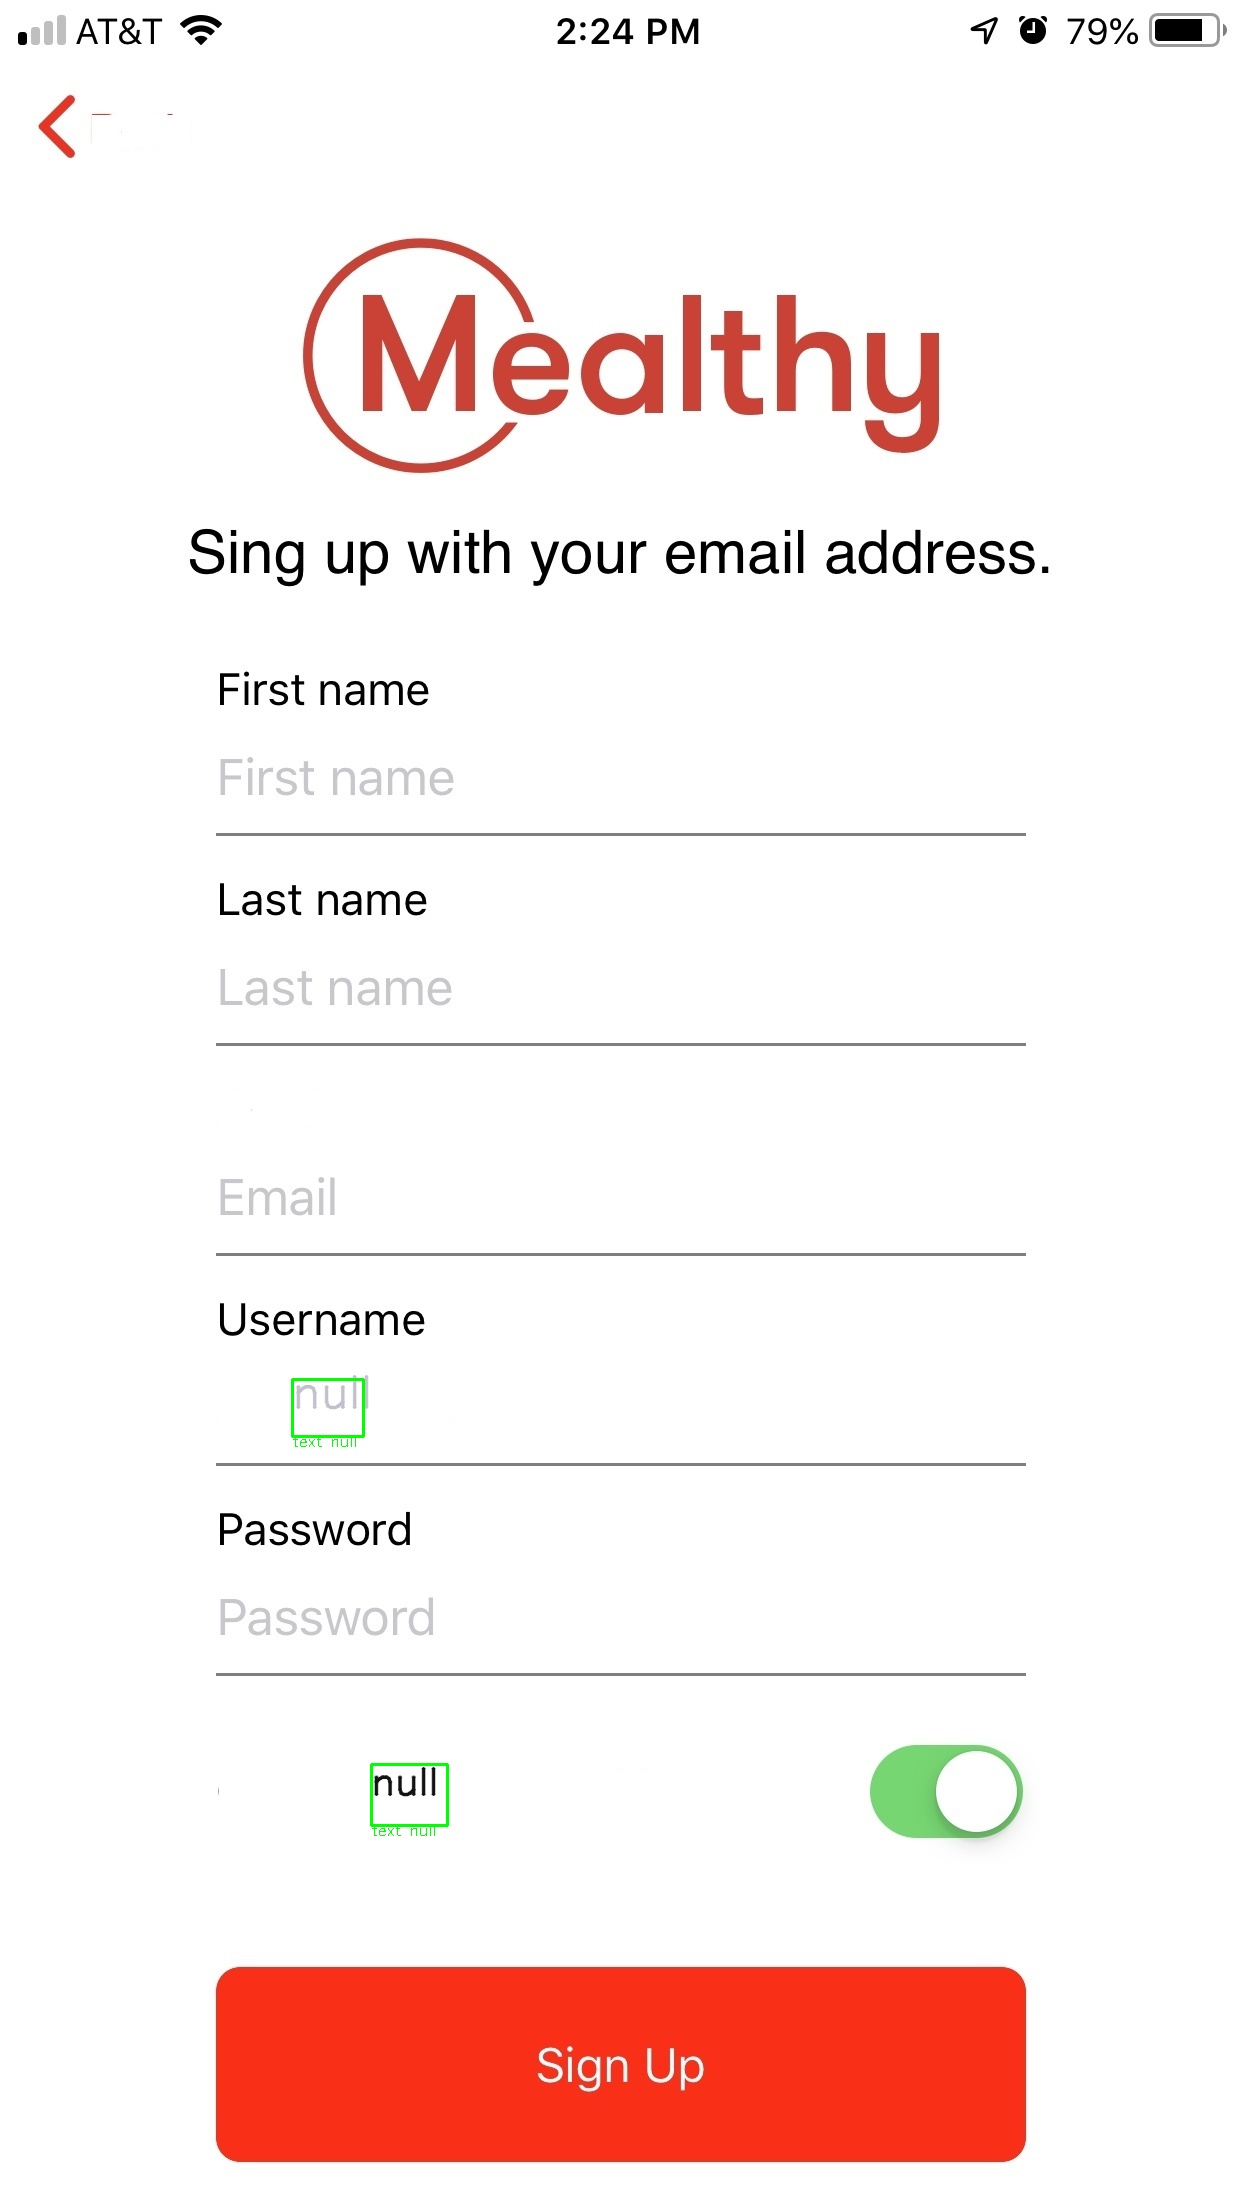 AT&T 2:24 PM 79%
Mealthy
Sing up with your email address.
First name
First name
Last name
Last name
Email
Username
null
text null
Password
Password
null
text null
Sign Up